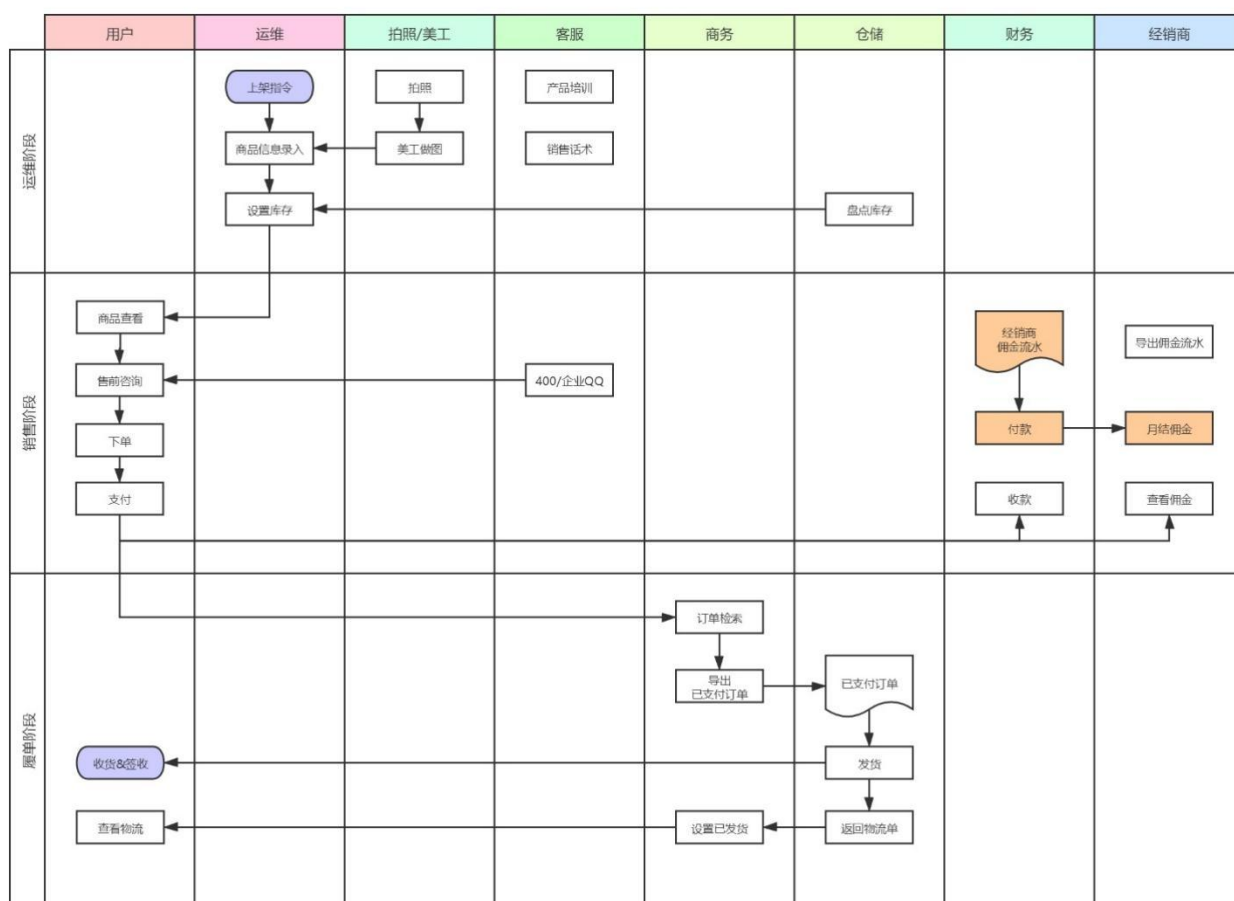 用户
运维
拍照/美工
客服
商务
仓储
财务
经销商
运维阶段
上架指令
拍照
产品培训
商品信息录入
美工做图
销售话术
设置库存
盘点库存
销售阶段
商品查看
经销商
佣金流水
导出佣金流水
售前咨询
400/企业QQ
下单
付款
月结佣金
支付
收款
查看佣金
履单阶段
订单检索
导出
已支付订单
已支付订单
收货&签收
发货
查看物流
设置已发货
返回物流单